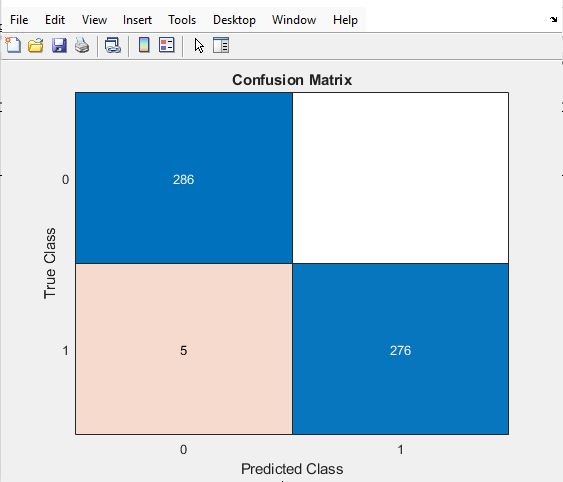 File Edit View Insert Tools Desktop Window Help
Confusion Matrix
0
286
True Class
1
5
276
0
1
Predicted Class